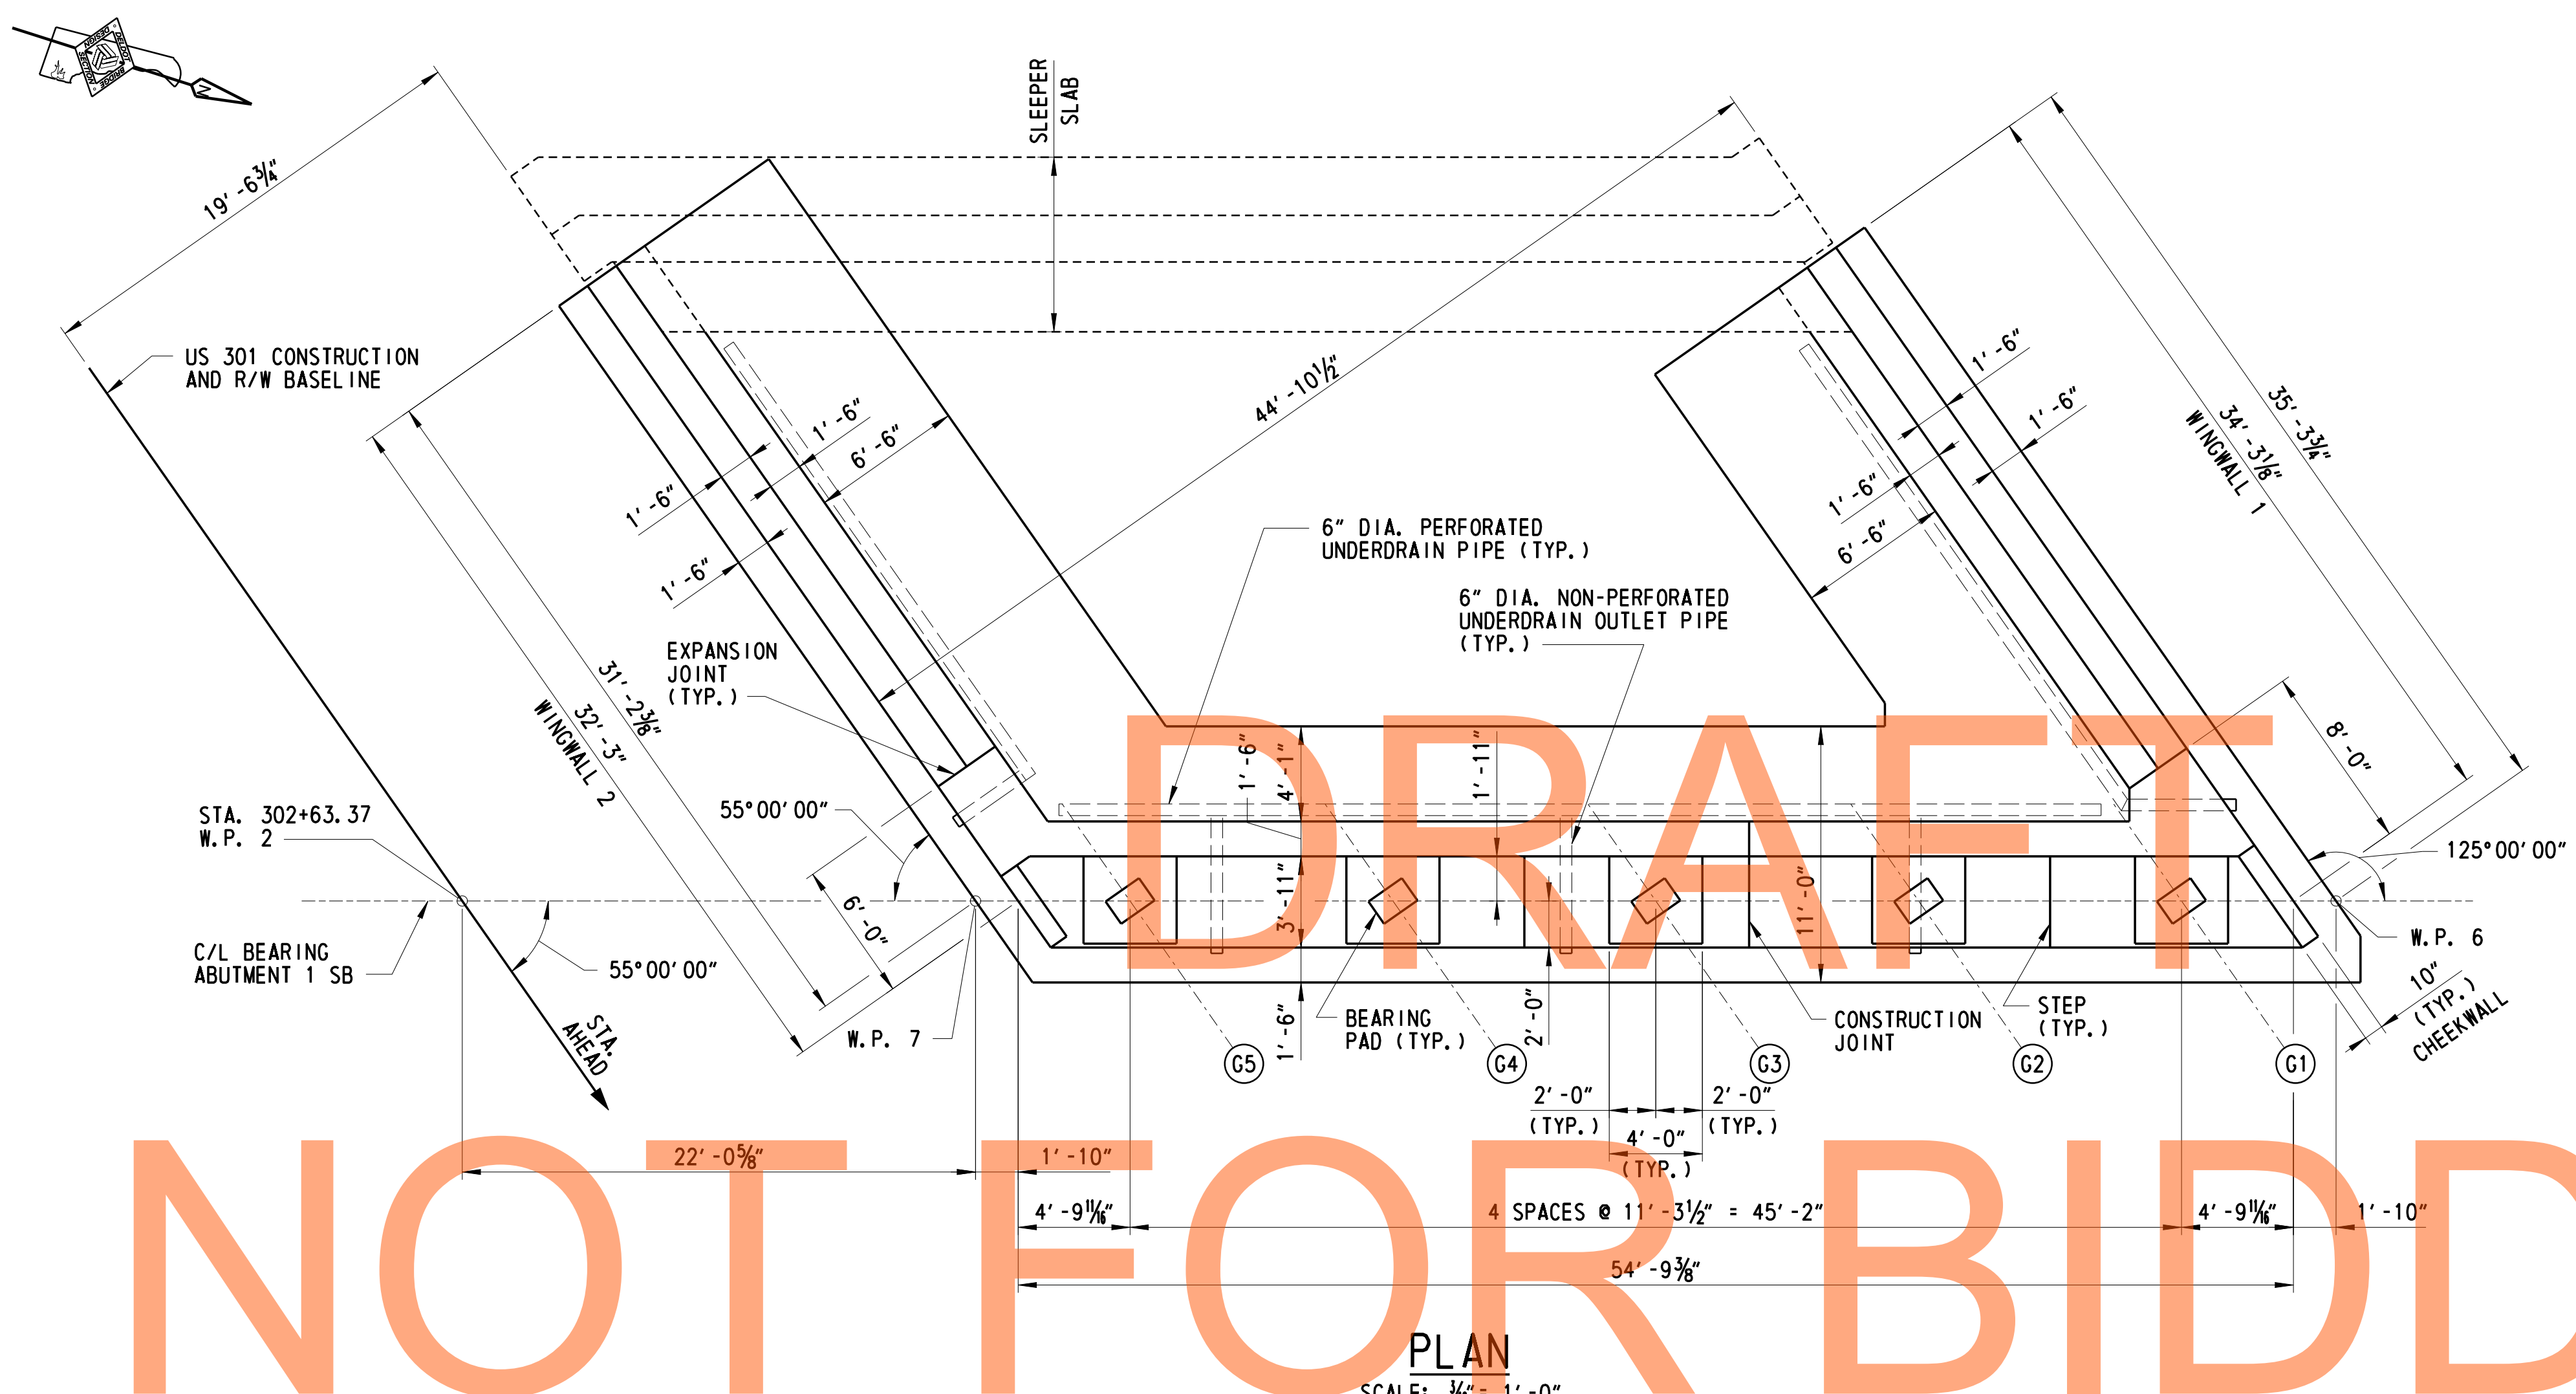 DELDOT
BRIDGE
DESIGN
SECTION
N
SLEEPER
SLAB
19'-6¾"
US 301 CONSTRUCTION
AND R/W BASELINE
44'-10½"
1'-6"
6'-6"
1'-6"
1'-6"
1'-6"
1'-6"
1'-6"
6'-6"
35'-3¾"
34'-3⅛"
WINGWALL 1
6" DIA. PERFORATED
UNDERDRAIN PIPE (TYP.)
6" DIA. NON-PERFORATED
UNDERDRAIN OUTLET PIPE
(TYP.)
EXPANSION
JOINT
(TYP.)
31'-2⅜"
32'-3"
WINGWALL 2
8'-0"
1'-6"
4'-1"
1'-11"
STA. 302+63.37
W.P. 2
55°00'00"
125°00'00"
6'-0"
3'-11"
11'-0"
C/L BEARING
ABUTMENT 1 SB
55°00'00"
W.P. 6
10"
(TYP.)
CHEEKWALL
STA.
AHEAD
W.P. 7
1'-6"
BEARING
PAD (TYP.)
2'-0"
CONSTRUCTION
JOINT
STEP
(TYP.)
G5
G4
G3
G2
G1
2'-0"
(TYP.)
2'-0"
(TYP.)
4'-0"
(TYP.)
22'-0⅝"
1'-10"
4'-9 11/16"
4 SPACES @ 11'-3½" = 45'-2"
4'-9 11/16"
1'-10"
54'-9⅜"
PLAN
SCALE: 1'-0"
DRAFT
NOT FOR BIDD